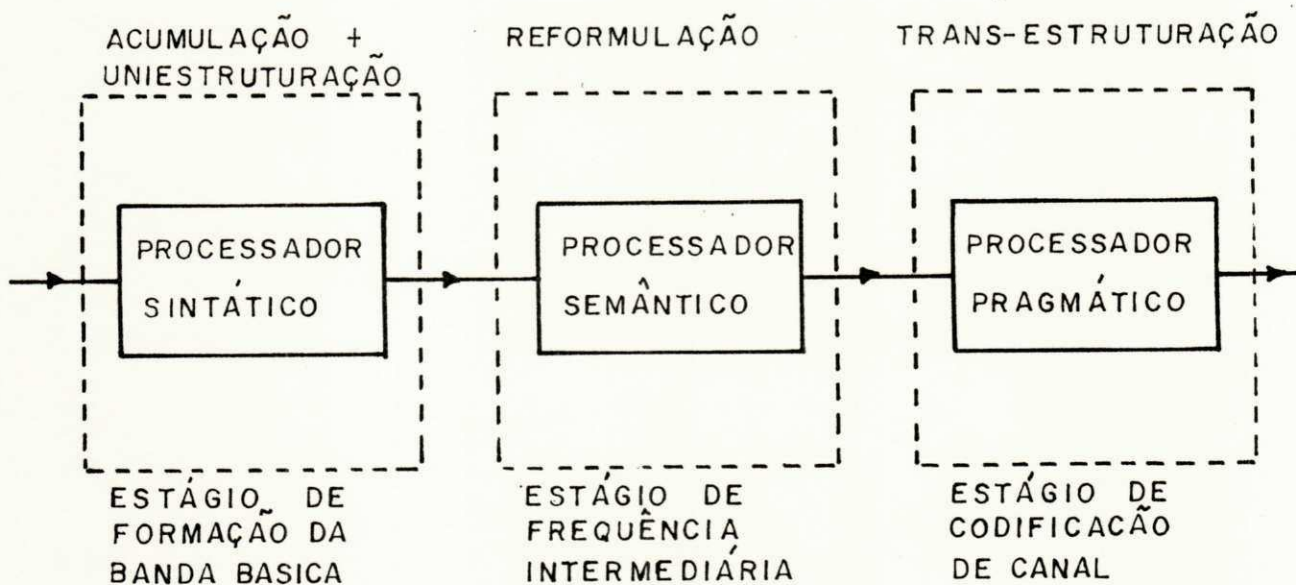 ACUMULAÇÃO +
UNIESTRUTURAÇÃO
REFORMULAÇÃO
TRANS-ESTRUTURAÇÃO
PROCESSADOR
SINTÁTICO
PROCESSADOR
SEMÂNTICO
PROCESSADOR
PRAGMÁTICO
ESTÁGIO DE
FORMAÇÃO DA
BANDA BASICA
ESTÁGIO DE
FREQUÊNCIA
INTERMEDIÁRIA
ESTÁGIO DE
CODIFICACÃO
DE CANAL